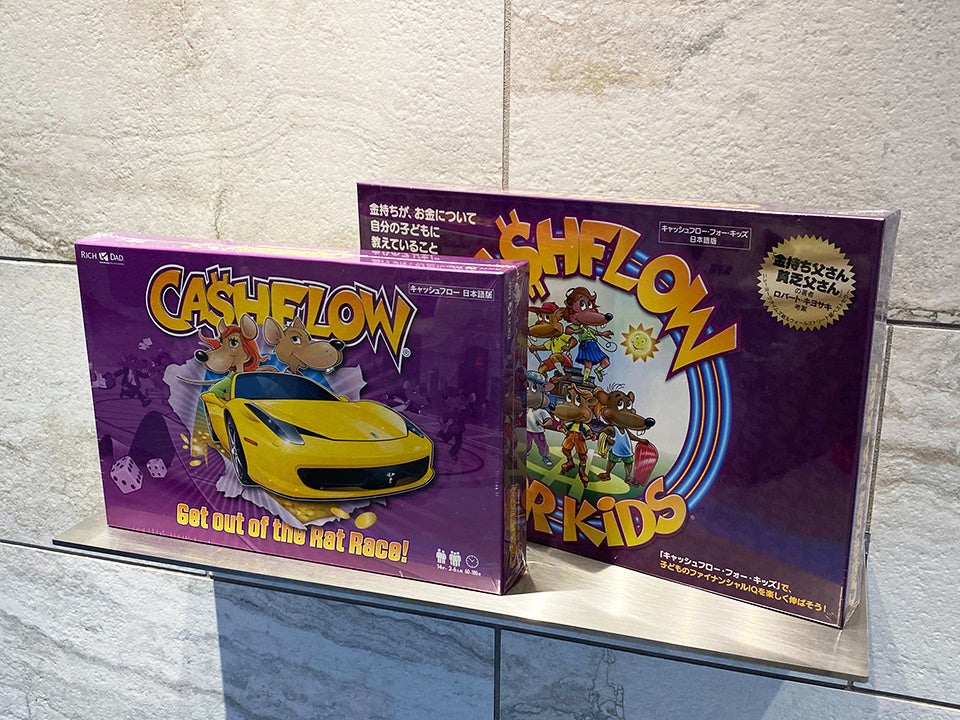 RICH DAD
CA$HFLOW
キャッシュフロー 日本語版
Get out of the Rat Race!
金持ちが、お金について
自分の子どもに
教えていること
$HFLOW
キャッシュフロー・フォー・キッズ
日本語版
金持ち父さん
貧乏父さん
の著者
ロバート・キヨサキ
R KiDS
「キャッシュフロー・フォー・キッズ」で、
子どものファイナンシャルIQを楽しく伸ばそう！